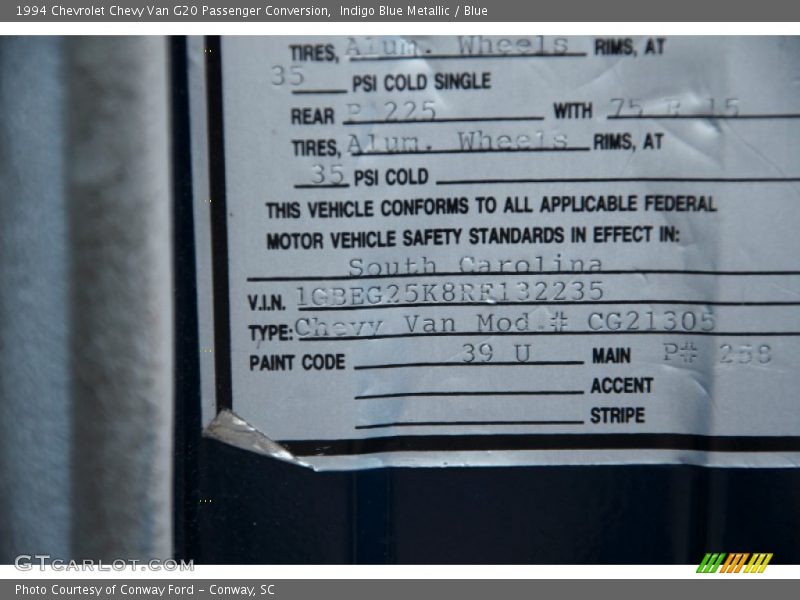 1994 Chevrolet Chevy Van G20 Passenger Conversion, Indigo Blue Metallic / Blue
TIRES, Alum. Wheels RIMS, AT
35 PSI COLD SINGLE
REAR P 225 WITH 75 R 15
TIRES, Alum. Wheels RIMS, AT
35 PSI COLD
THIS VEHICLE CONFORMS TO ALL APPLICABLE FEDERAL
MOTOR VEHICLE SAFETY STANDARDS IN EFFECT IN:
South Carolina
V.I.N. 1GBEG25K8RF132235
TYPE: Chevy Van Mod.# CG21305
PAINT CODE 39 U MAIN P# 258
ACCENT
STRIPE
GTCARLOT.COM
Photo Courtesy of Conway Ford - Conway, SC